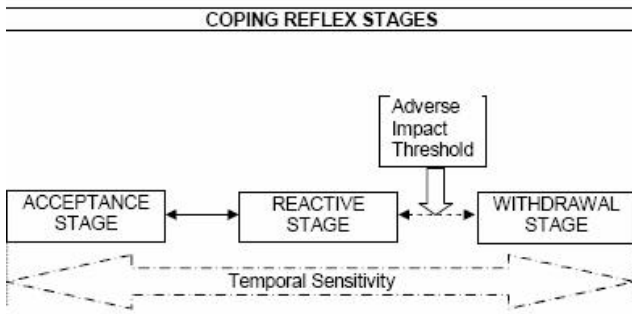 COPING REFLEX STAGES
Adverse
Impact
Threshold
ACCEPTANCE
STAGE
REACTIVE
STAGE
WITHDRAWAL
STAGE
Temporal Sensitivity